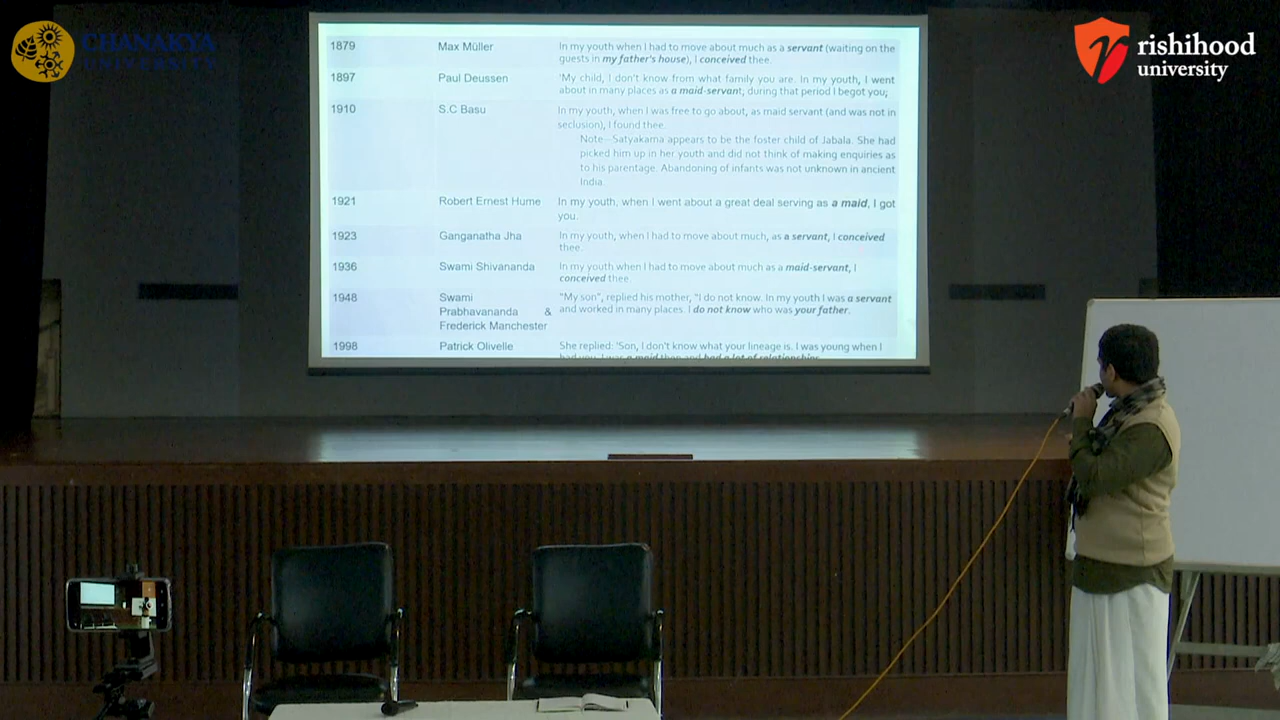 CHANAKYA
UNIVERSITY
rishihood
university
1879 Max Müller In my youth when I had to move about much as a servant (waiting on the
guests in my father's house), I conceived thee.
1897 Paul Deussen 'My child, I don't know from what family you are. In my youth, I went
about in many places as a maid-servant; during that period I begot you;
1910 S.C Basu In my youth, when I was free to go about, as maid servant (and was not in
seclusion), I found thee.
Note—Satyakama appears to be the foster child of Jabala. She had
picked him up in her youth and did not think of making enquiries as
to his parentage. Abandoning of infants was not unknown in ancient
India.
1921 Robert Ernest Hume In my youth, when I went about a great deal serving as a maid, I got
you.
1923 Ganganatha Jha In my youth, when I had to move about much, as a servant, I conceived
thee.
1936 Swami Shivananda In my youth when I had to move about much as a maid-servant, I
conceived thee.
1948 Swami Prabhavananda & Frederick Manchester "My son", replied his mother, "I do not know. In my youth I was a servant
and worked in many places. I do not know who was your father.
1998 Patrick Olivelle She replied: 'Son, I don't know what your lineage is. I was young when I
had you. I was a maid then and had a lot of relationships